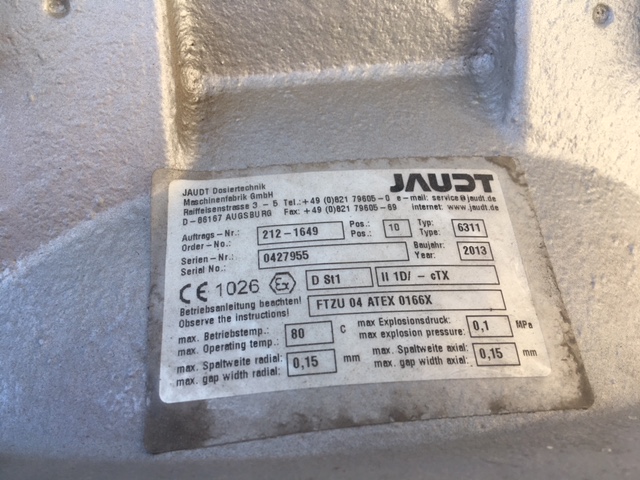 JAUDT Dosiertechnik
Maschinenfabrik GmbH
Raiffeisenstrasse 3 - 5 Tel.:+49 (0)821 79605-0 e-mail: service@jaudt.de
D-86167 AUGSBURG Fax: +49 (0)821 79605-69 internet: www.jaudt.de
JAUDT
Auftrags-Nr.: 212-1649 Pos.: 10 Typ: 6311
Order-No.: Pos.: Type:
Serien-Nr.: 0427955 Baujahr: 2013
Serial No.: Year:
CE 1026 Ex D St1 II 1D/- cTX
Betriebsanleitung beachten! FTZU 04 ATEX 0166X
Observe the instructions!
max. Betriebstemp.: 80 C max Explosionsdruck: 0,1 MPa
max. Operating temp.: max explosion pressure:
max. Spaltweite radial: 0,15 mm max. Spaltweite axial: 0,15 mm
max. gap width radial: max. gap width axial: